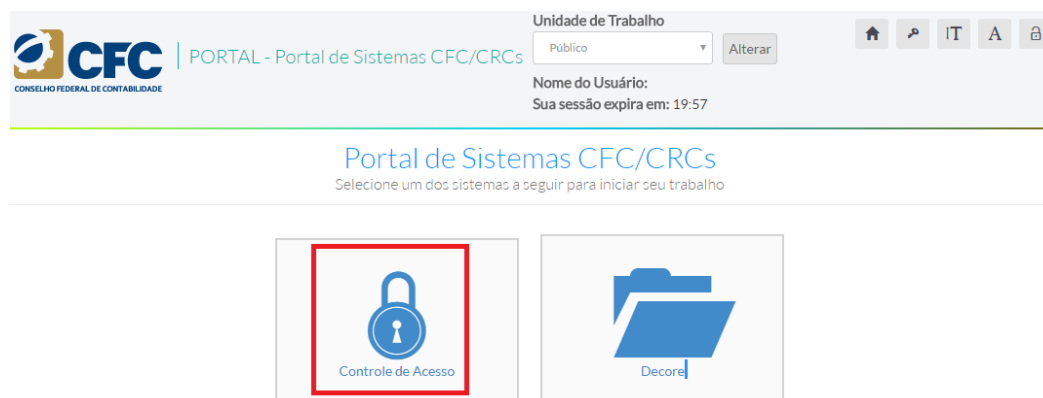 CFC
CONSELHO FEDERAL DE CONTABILIDADE
PORTAL - Portal de Sistemas CFC/CRCs
Unidade de Trabalho
Público
Alterar
Nome do Usuário:
Sua sessão expira em: 19:57
IT
A
Portal de Sistemas CFC/CRCs
Selecione um dos sistemas a seguir para iniciar seu trabalho
Controle de Acesso
Decore